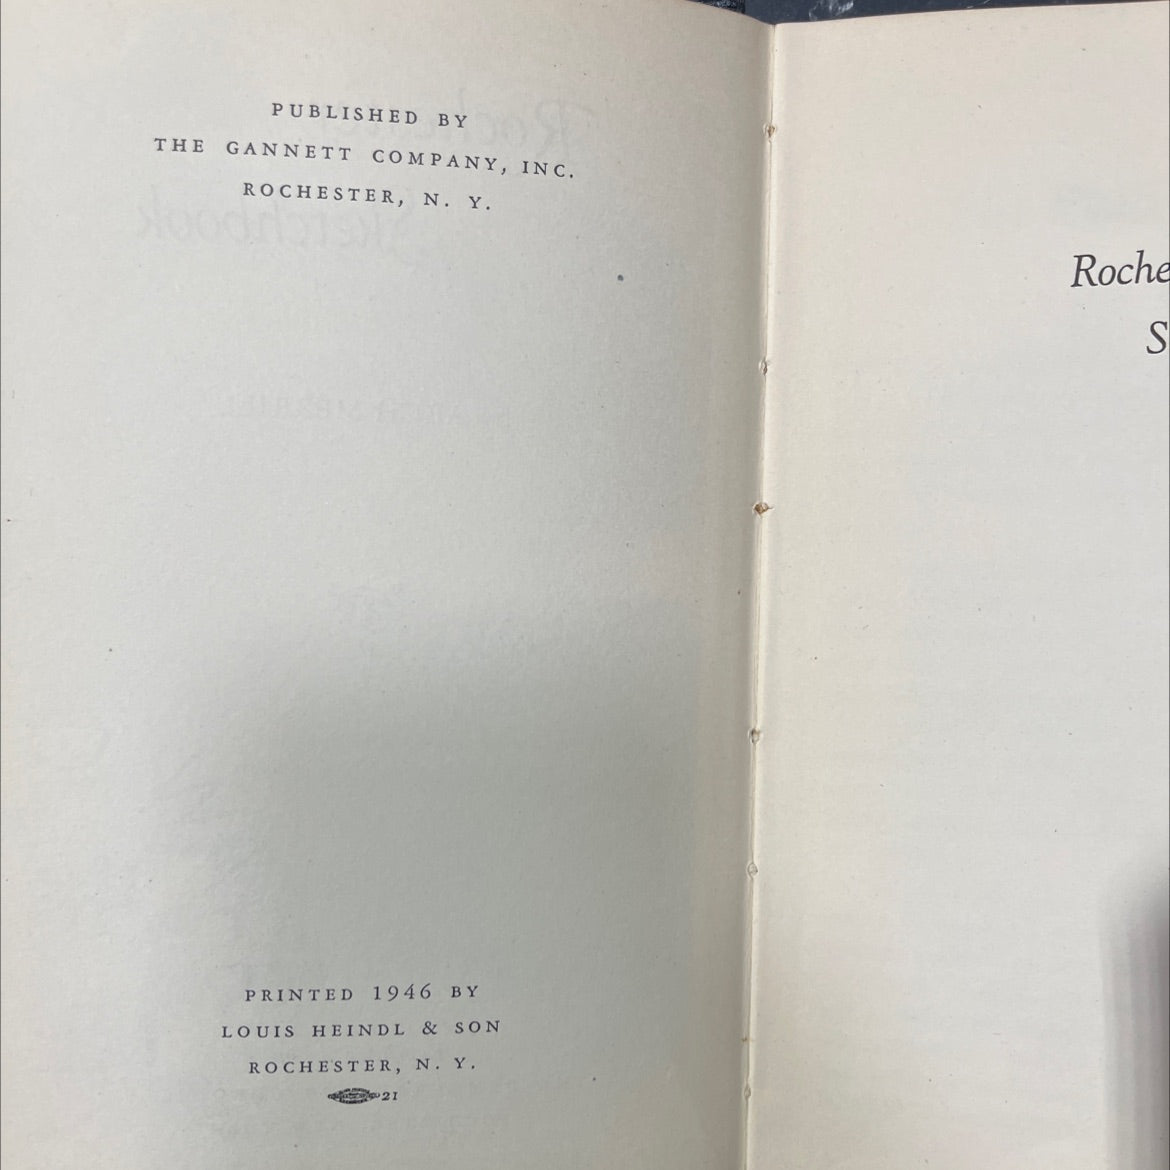 PUBLISHED BY
THE GANNETT COMPANY, INC.
ROCHESTER, N. Y.
PRINTED 1946 BY
LOUIS HEINDL & SON
ROCHESTER, N. Y.
21
Roche
S